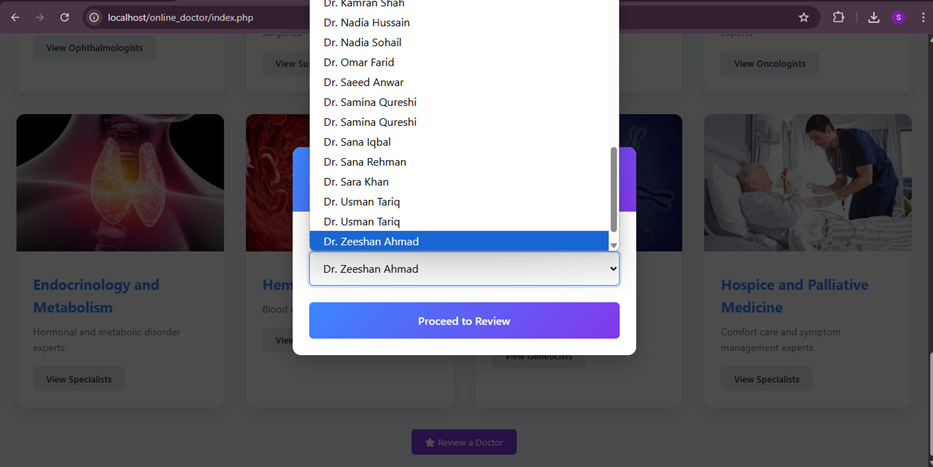 localhost/online_doctor/index.php
S
Dr. Kamran Shah
Dr. Nadia Hussain
Dr. Nadia Sohail
Dr. Omar Farid
Dr. Saeed Anwar
Dr. Samina Qureshi
Dr. Samina Qureshi
Dr. Sana Iqbal
Dr. Sana Rehman
Dr. Sara Khan
Dr. Usman Tariq
Dr. Usman Tariq
Dr. Zeeshan Ahmad
Dr. Zeeshan Ahmad
Proceed to Review
surgeries
experts
View Ophthalmologists
View Su
View Oncologists
Endocrinology and
Metabolism
Hormonal and metabolic disorder
experts
View Specialists
Hem
Blood
View
View Geneticists
Hospice and Palliative
Medicine
Comfort care and symptom
management experts
View Specialists
Review a Doctor